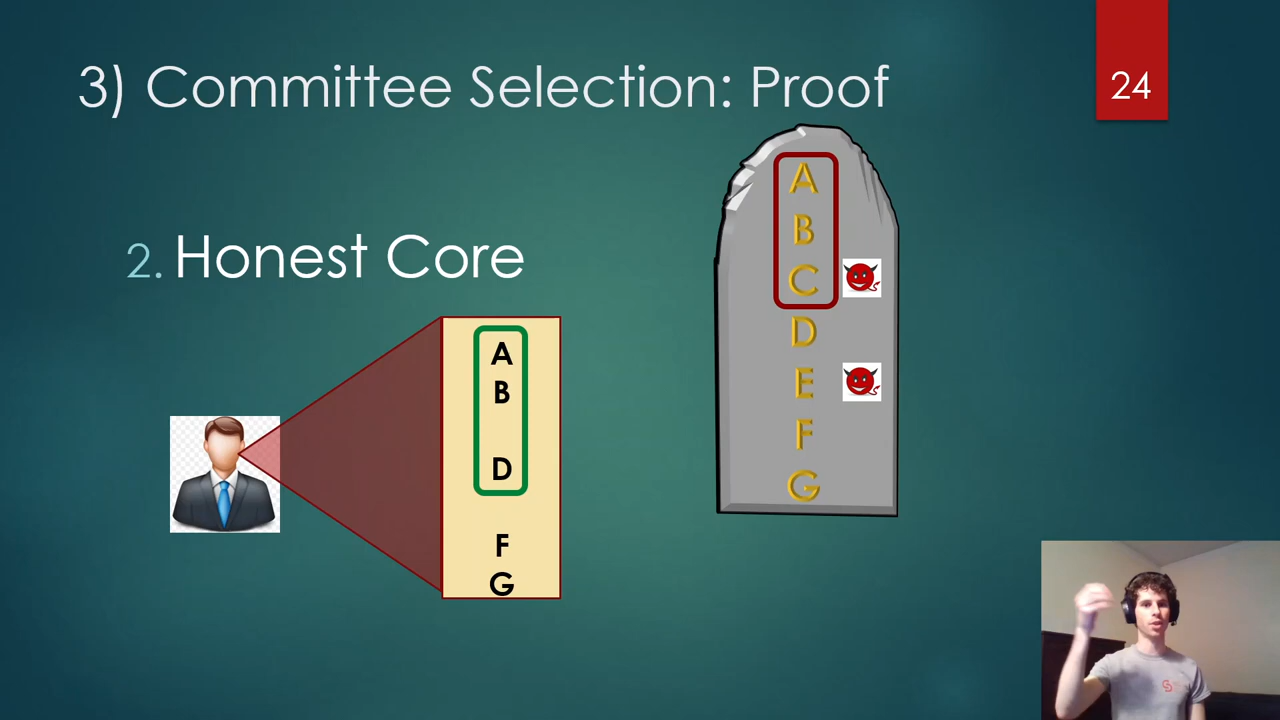 3) Committee Selection: Proof
24
2. Honest Core
A
B
D
F
G
A
B
C
D
E
F
G